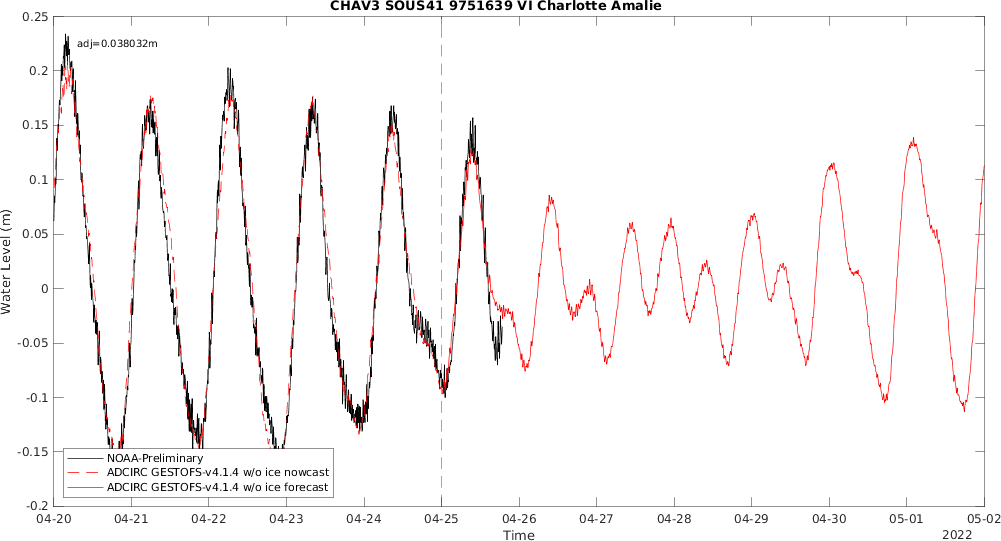 CHAV3 SOUS41 9751639 VI Charlotte Amalie
adj=0.038032m
0.25
0.2
0.15
0.1
0.05
0
-0.05
-0.1
-0.15
-0.2
Water Level (m)
NOAA-Preliminary
ADCIRC GESTOFS-v4.1.4 w/o ice nowcast
ADCIRC GESTOFS-v4.1.4 w/o ice forecast
04-20 04-21 04-22 04-23 04-24 04-25 04-26 04-27 04-28 04-29 04-30 05-01 05-02
Time
2022